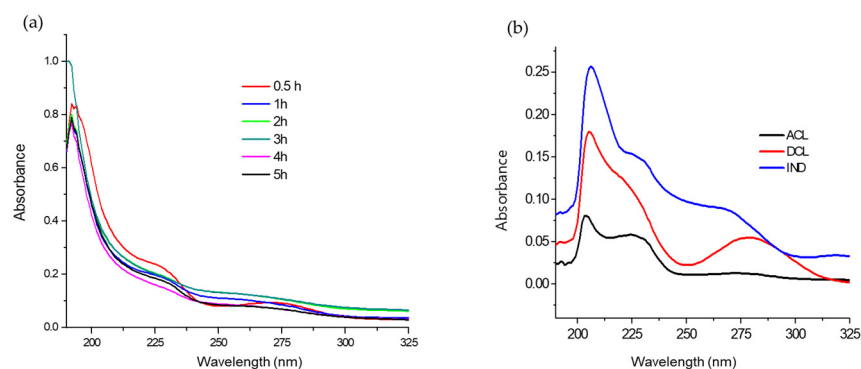 (a)
Absorbance
1.0
0.8
0.6
0.4
0.2
0.0
0.5 h
1h
2h
3h
4h
5h
200 225 250 275 300 325
Wavelength (nm)
(b)
Absorbance
0.25
0.20
0.15
0.10
0.05
0.00
ACL
DCL
IND
200 225 250 275 300 325
Wavelength (nm)